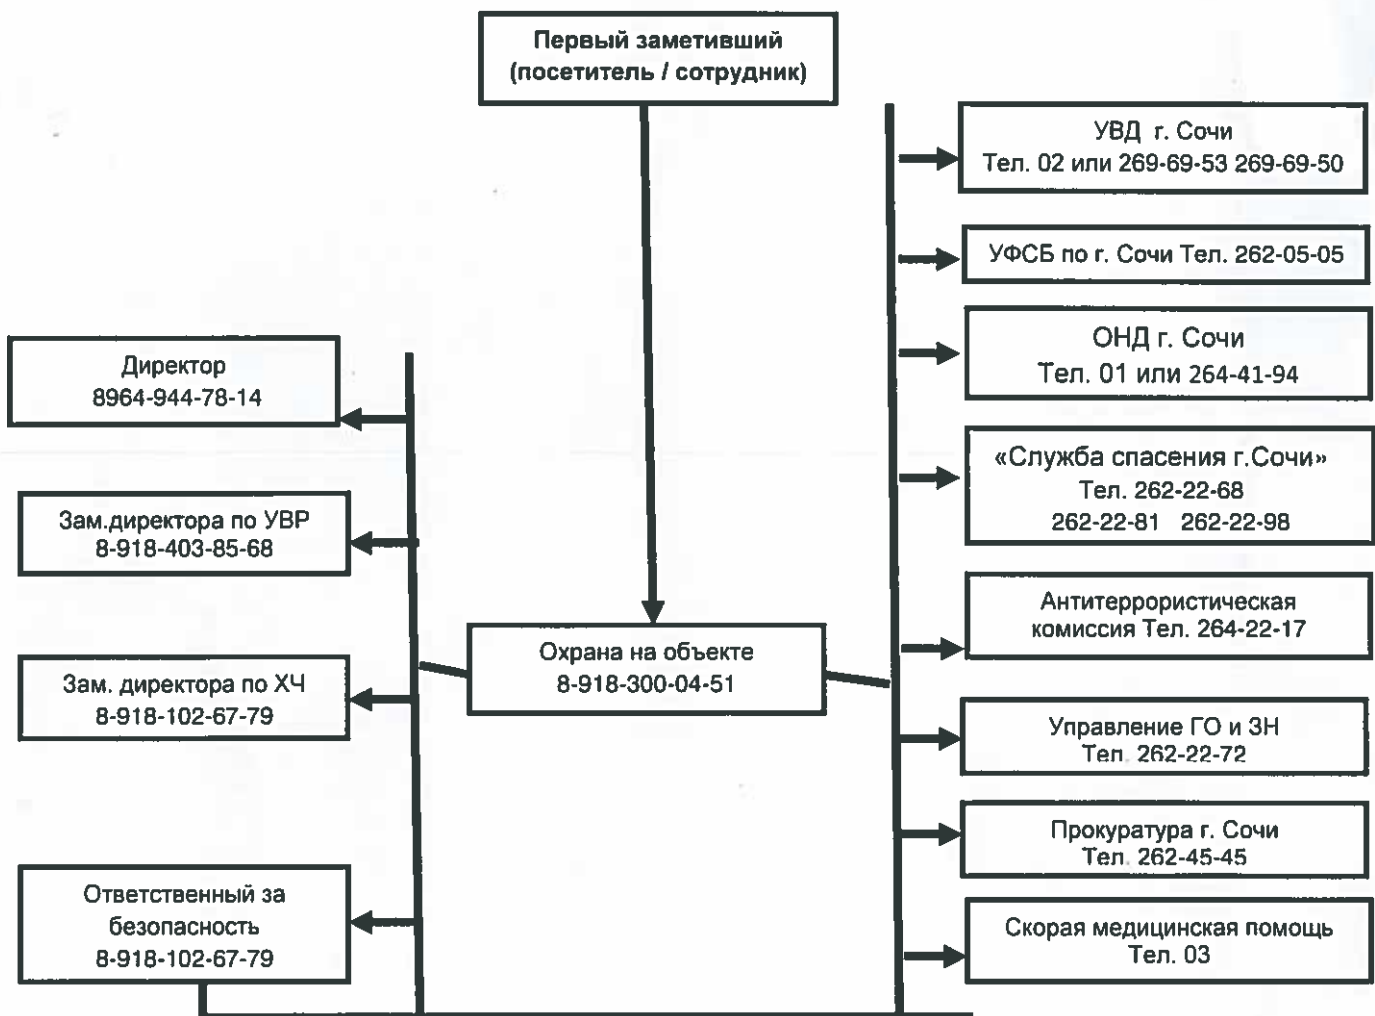 Первый заметивший
(посетитель / сотрудник)
УВД г. Сочи
Тел. 02 или 269-69-53 269-69-50
УФСБ по г. Сочи Тел. 262-05-05
ОНД г. Сочи
Тел. 01 или 264-41-94
«Служба спасения г.Сочи»
Тел. 262-22-68
262-22-81 262-22-98
Антитеррористическая
комиссия Тел. 264-22-17
Управление ГО и ЗН
Тел. 262-22-72
Прокуратура г. Сочи
Тел. 262-45-45
Скорая медицинская помощь
Тел. 03
Охрана на объекте
8-918-300-04-51
Директор
8964-944-78-14
Зам.директора по УВР
8-918-403-85-68
Зам. директора по ХЧ
8-918-102-67-79
Ответственный за
безопасность
8-918-102-67-79